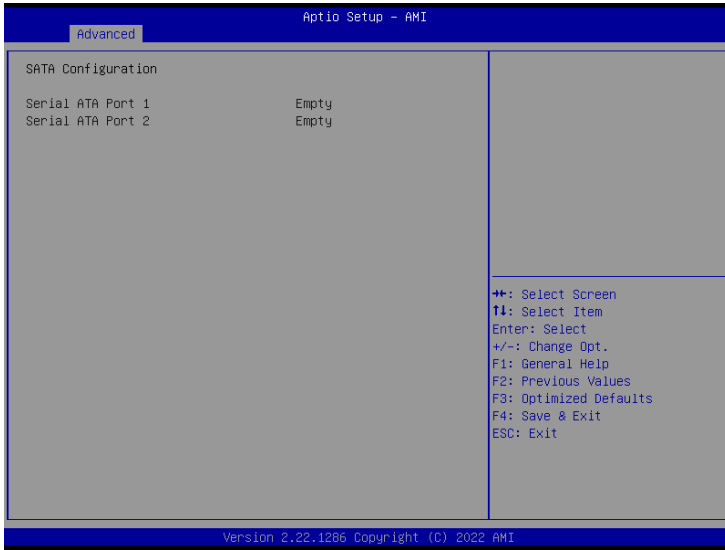 Aptio Setup – AMI
Advanced
SATA Configuration
Serial ATA Port 1 Empty
Serial ATA Port 2 Empty
→←: Select Screen
↑↓: Select Item
Enter: Select
+/-: Change Opt.
F1: General Help
F2: Previous Values
F3: Optimized Defaults
F4: Save & Exit
ESC: Exit
Version 2.22.1286 Copyright (C) 2022 AMI